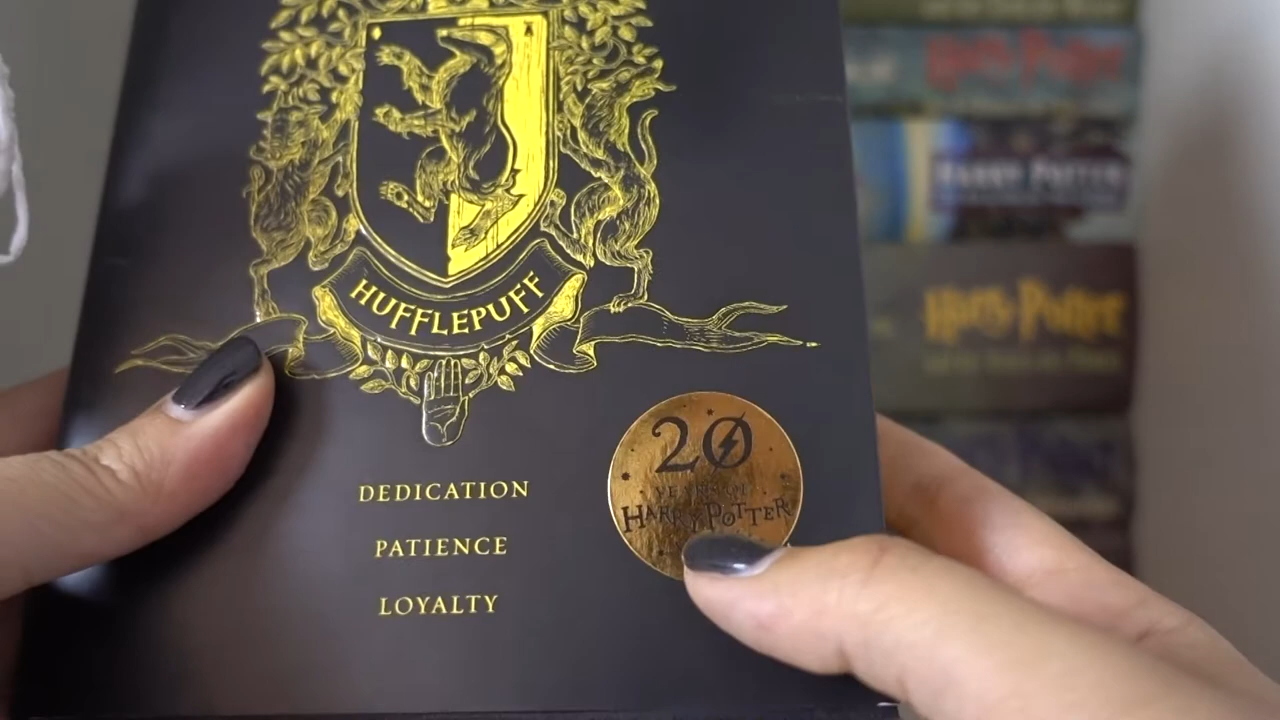 Harry Potter
HARRY POTTER
Harry Potter
HUFFLEPUFF
DEDICATION
PATIENCE
LOYALTY
20
YEARS OF
HARRY POTTER